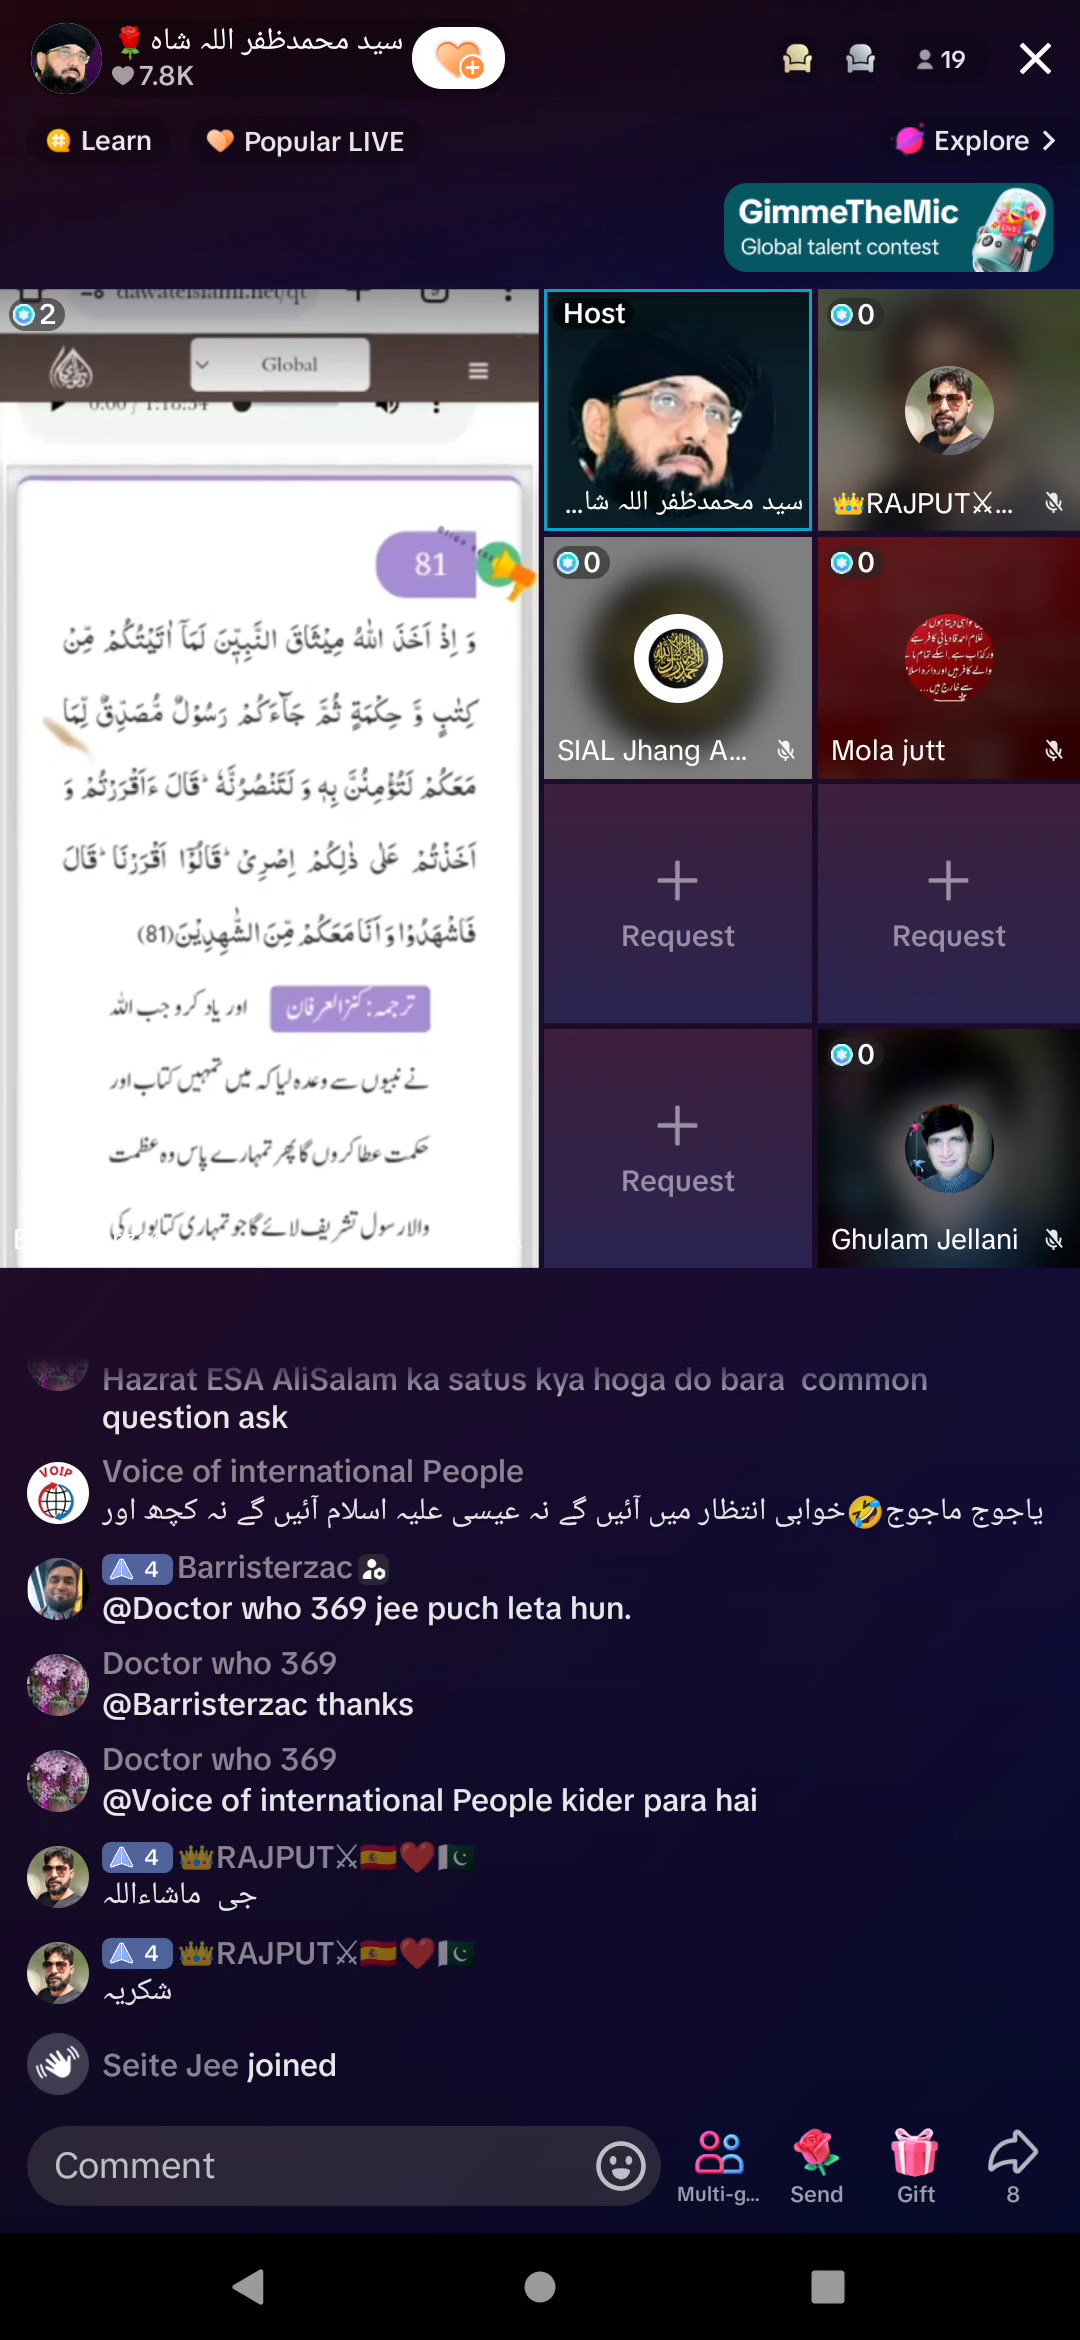 سید محمدظفر اللہ شاہ🌹
7.8K
19
Learn
Popular LIVE
Explore
GimmeTheMic
Global talent contest
2
Global
0:00 / 1:18:54
81
وَ اِذْ اَخَذَ اللّٰهُ مِیْثَاقَ النَّبِیّٖنَ لَمَاۤ اٰتَیْتُكُمْ مِّنْ
كِتٰبٍ وَّ حِكْمَةٍ ثُمَّ جَآءَكُمْ رَسُوْلٌ مُّصَدِّقٌ لِّمَا
مَعَكُمْ لَتُؤْمِنُنَّ بِهٖ وَ لَتَنْصُرُنَّهٗؕ-قَالَ ءَاَقْرَرْتُمْ وَ
اَخَذْتُمْ عَلٰى ذٰلِكُمْ اِصْرِیْؕ-قَالُوْۤا اَقْرَرْنَاؕ-قَالَ
فَاشْهَدُوْا وَ اَنَا مَعَكُمْ مِّنَ الشّٰهِدِیْنَ(81)
ترجمہ: کنزالعرفان
اور یاد کرو جب اللہ
نے نبیوں سے وعدہ لیا کہ میں تمہیں کتاب اور
حکمت عطا کروں گا پھر تمہارے پاس وہ عظمت
والا رسول تشریف لائے گا جو تمہاری کتابوں کی
Host
سید محمدظفر اللہ شا...
0
👑RAJPUT⚔...
0
SIAL Jhang A...
0
Mola jutt
Request
Request
Request
0
Ghulam Jellani
Hazrat ESA AliSalam ka satus kya hoga do bara common
question ask
Voice of international People
یاجوج ماجوج🤣خوابی انتظار میں آئیں گے نہ عیسی علیہ اسلام آئیں گے نہ کچھ اور
4 Barristerzac
@Doctor who 369 jee puch leta hun.
Doctor who 369
@Barristerzac thanks
Doctor who 369
@Voice of international People kider para hai
4 👑RAJPUT⚔🇪🇸❤️🇵🇰
جی ماشاءاللہ
4 👑RAJPUT⚔🇪🇸❤️🇵🇰
شکریہ
Seite Jee joined
Comment
Multi-g...
Send
Gift
8